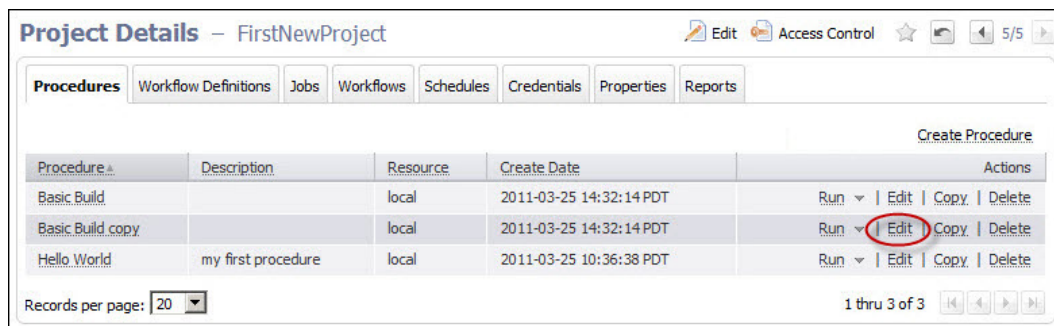 Project Details – FirstNewProject Edit Access Control 5/5
Procedures Workflow Definitions Jobs Workflows Schedules Credentials Properties Reports
Create Procedure
Procedure Description Resource Create Date Actions
Basic Build local 2011-03-25 14:32:14 PDT Run | Edit | Copy | Delete
Basic Build copy local 2011-03-25 14:32:14 PDT Run | Edit | Copy | Delete
Hello World my first procedure local 2011-03-25 10:36:38 PDT Run | Edit | Copy | Delete
Records per page: 20 1 thru 3 of 3